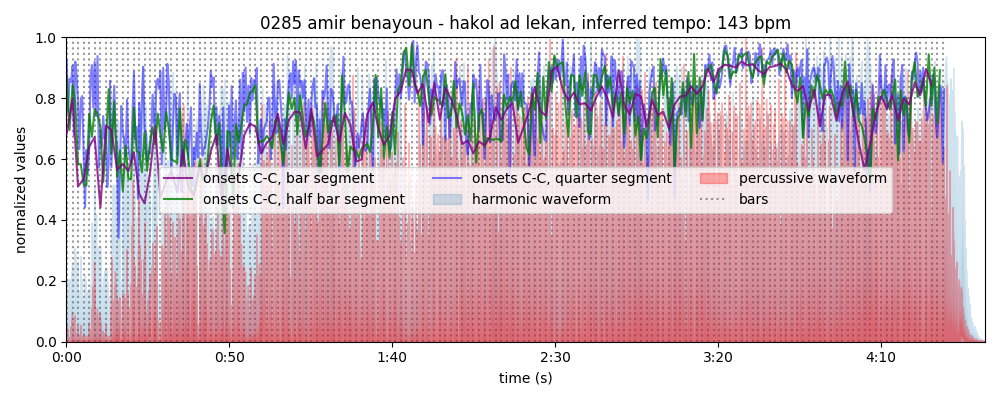 0285 amir benayoun - hakol ad lekan, inferred tempo: 143 bpm
normalized values
1.0
0.8
0.6
0.4
0.2
0.0
onsets C-C, bar segment
onsets C-C, half bar segment
onsets C-C, quarter segment
harmonic waveform
percussive waveform
bars
0:00 0:50 1:40 2:30 3:20 4:10
time (s)